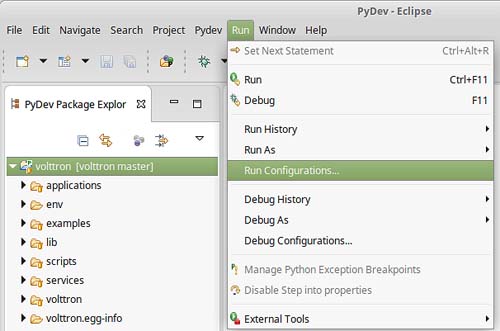 PyDev - Eclipse
File Edit Navigate Search Project Pydev Run Window Help
PyDev Package Explor
volttron [volttron master]
applications
env
examples
lib
scripts
services
volttron
volttron.egg-info
Set Next Statement Ctrl+Alt+R
Run Ctrl+F11
Debug F11
Run History
Run As
Run Configurations...
Debug History
Debug As
Debug Configurations...
Manage Python Exception Breakpoints
Disable Step into properties
External Tools